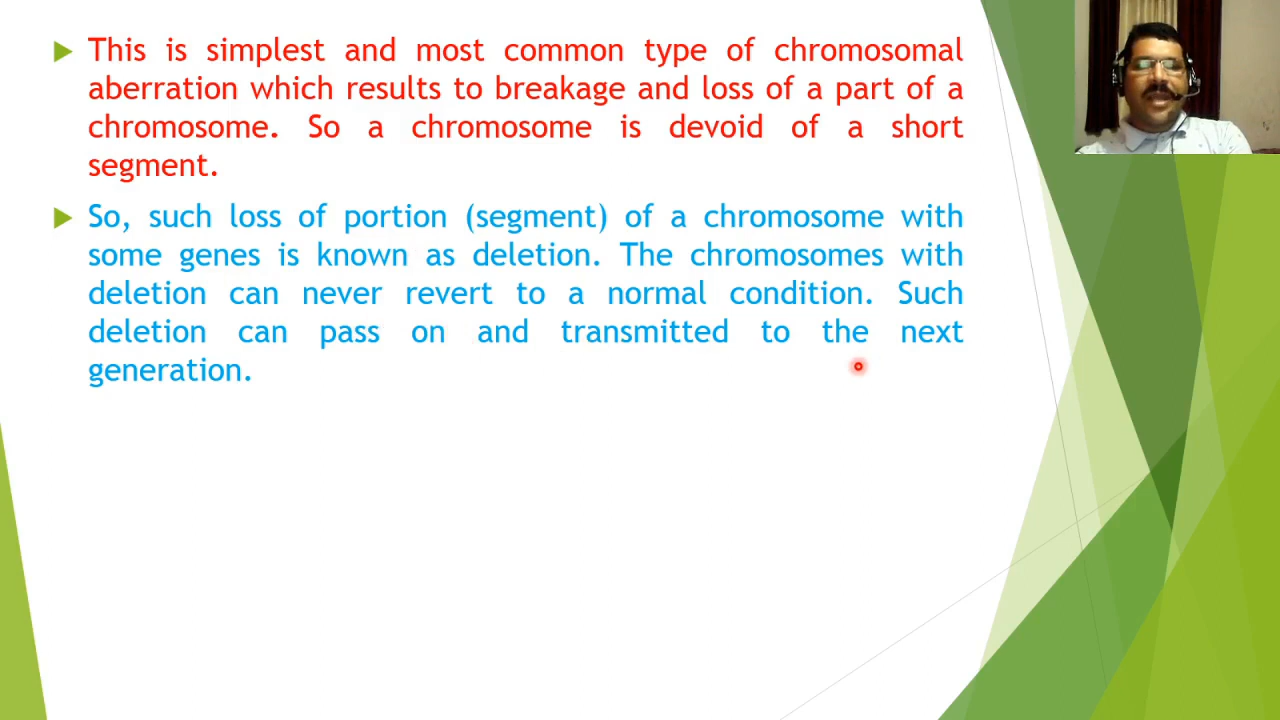 This is simplest and most common type of chromosomal
aberration which results to breakage and loss of a part of a
chromosome. So a chromosome is devoid of a short
segment.
So, such loss of portion (segment) of a chromosome with
some genes is known as deletion. The chromosomes with
deletion can never revert to a normal condition. Such
deletion can pass on and transmitted to the next
generation.